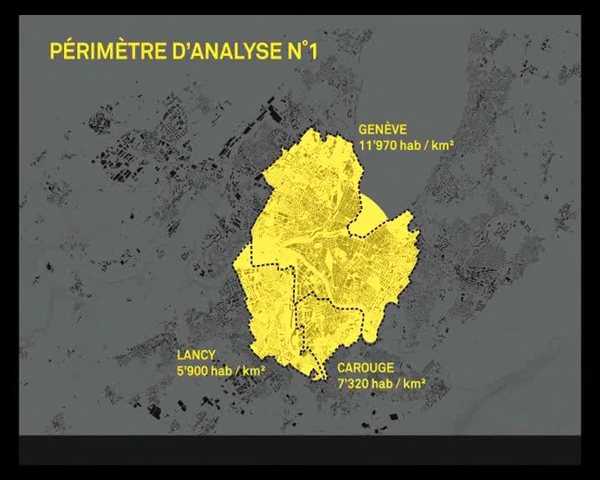 PÉRIMÈTRE D'ANALYSE N°1
GENÈVE
11'970 hab / km²
LANCY
5'900 hab / km²
CAROUGE
7'320 hab / km²